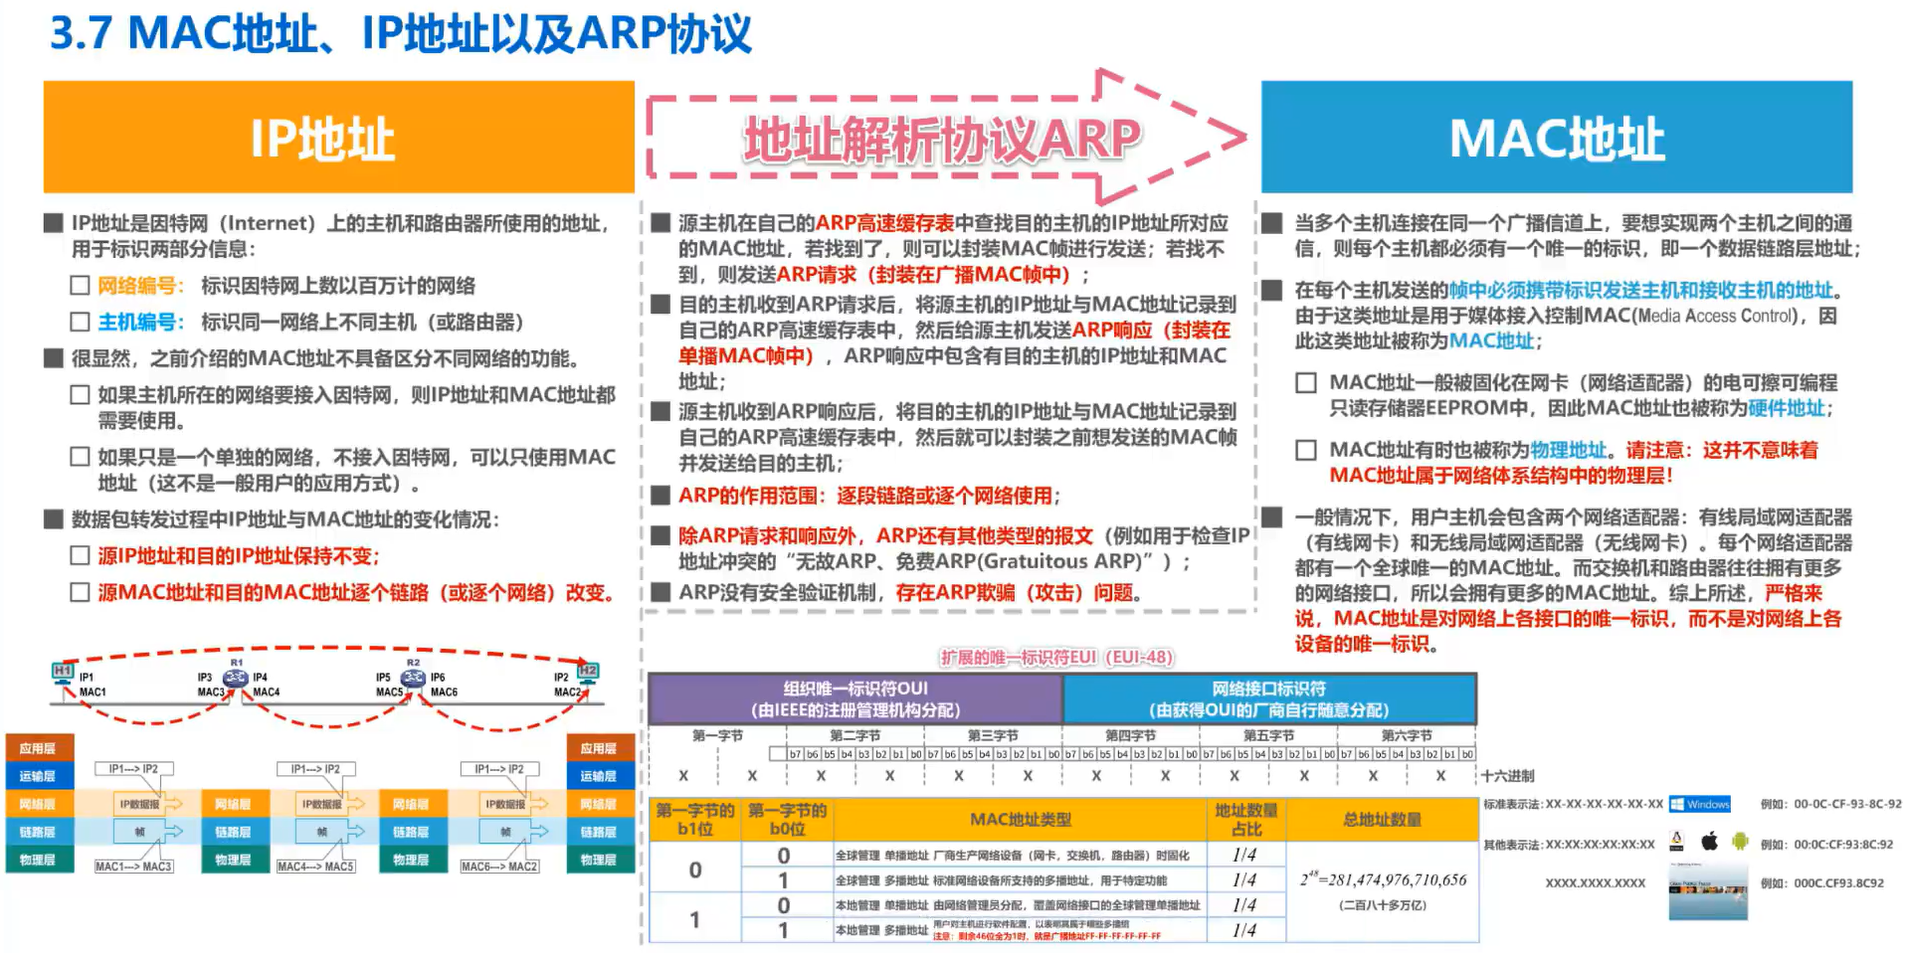 3.7 MAC地址、IP地址以及ARP协议
IP地址
地址解析协议ARP
MAC地址
IP地址是因特网（Internet）上的主机和路由器所使用的地址，
用于标识两部分信息：
网络编号： 标识因特网上数以百万计的网络
主机编号： 标识同一网络上不同主机（或路由器）
很显然，之前介绍的MAC地址不具备区分不同网络的功能。
如果主机所在的网络要接入因特网，则IP地址和MAC地址都
需要使用。
如果只是一个单独的网络，不接入因特网，可以只使用MAC
地址（这不是一般用户的应用方式）。
数据包转发过程中IP地址与MAC地址的变化情况：
源IP地址和目的IP地址保持不变；
源MAC地址和目的MAC地址逐个链路（或逐个网络）改变。
源主机在自己的ARP高速缓存表中查找目的主机的IP地址所对应
的MAC地址，若找到了，则可以封装MAC帧进行发送；若找不
到，则发送ARP请求（封装在广播MAC帧中）；
目的主机收到ARP请求后，将源主机的IP地址与MAC地址记录到
自己的ARP高速缓存表中，然后给源主机发送ARP响应（封装在
单播MAC帧中），ARP响应中包含有目的主机的IP地址和MAC
地址；
源主机收到ARP响应后，将目的主机的IP地址与MAC地址记录到
自己的ARP高速缓存表中，然后就可以封装之前想发送的MAC帧
并发送给目的主机；
ARP的作用范围：逐段链路或逐个网络使用；
除ARP请求和响应外，ARP还有其他类型的报文（例如用于检查IP
地址冲突的“无故ARP、免费ARP(Gratuitous ARP)”）；
ARP没有安全验证机制，存在ARP欺骗（攻击）问题。
当多个主机连接在同一个广播信道上，要想实现两个主机之间的通
信，则每个主机都必须有一个唯一的标识，即一个数据链路层地址；
在每个主机发送的帧中必须携带标识发送主机和接收主机的地址。
由于这类地址是用于媒体接入控制MAC(Media Access Control)，因
此这类地址被称为MAC地址；
MAC地址一般被固化在网卡（网络适配器）的电可擦可编程
只读存储器EEPROM中，因此MAC地址也被称为硬件地址；
MAC地址有时也被称为物理地址。请注意：这并不意味着
MAC地址属于网络体系结构中的物理层！
一般情况下，用户主机会包含两个网络适配器：有线局域网适配器
（有线网卡）和无线局域网适配器（无线网卡）。每个网络适配器
都有一个全球唯一的MAC地址。而交换机和路由器往往拥有更多
的网络接口，所以会拥有更多的MAC地址。综上所述，严格来
说，MAC地址是对网络上各接口的唯一标识，而不是对网络上各
设备的唯一标识。
H1 R1 R2 H2
IP1 IP3 IP4 IP5 IP6 IP2
MAC1 MAC3 MAC4 MAC5 MAC6 MAC2
应用层 应用层
运输层 IP1---> IP2 IP1---> IP2 IP1---> IP2 运输层
网络层 IP数据报 网络层 IP数据报 网络层 IP数据报 网络层
链路层 帧 链路层 帧 链路层 帧 链路层
物理层 MAC1---> MAC3 物理层 MAC4---> MAC5 物理层 MAC6---> MAC2 物理层
扩展的唯一标识符EUI（EUI-48）
组织唯一标识符OUI
（由IEEE的注册管理机构分配）
网络接口标识符
（由获得OUI的厂商自行随意分配）
第一字节 第二字节 第三字节 第四字节 第五字节 第六字节
b7 b6 b5 b4 b3 b2 b1 b0 b7 b6 b5 b4 b3 b2 b1 b0 b7 b6 b5 b4 b3 b2 b1 b0 b7 b6 b5 b4 b3 b2 b1 b0 b7 b6 b5 b4 b3 b2 b1 b0
X X X X X X X X X X X X 十六进制
第一字节的b1位 第一字节的b0位 MAC地址类型 地址数量占比 总地址数量
0 0 全球管理 单播地址 厂商生产网络设备（网卡，交换机，路由器）时固化 1/4
1 全球管理 多播地址 标准网络设备所支持的多播地址，用于特定功能 1/4
1 0 本地管理 单播地址 由网络管理员分配，覆盖网络接口的全球管理单播地址 1/4
1 本地管理 多播地址 用户对主机运行软件配置，以表明其属于哪些多播组 1/4
注意：剩余46位全为1时，就是广播地址FF-FF-FF-FF-FF-FF
2⁴⁸=281,474,976,710,656
（二百八十多万亿）
标准表示法：XX-XX-XX-XX-XX-XX Windows 例如：00-0C-CF-93-8C-92
其他表示法：XX:XX:XX:XX:XX:XX 例如：00:0C:CF:93:8C:92
XXXX.XXXX.XXXX 例如：000C.CF93.8C92